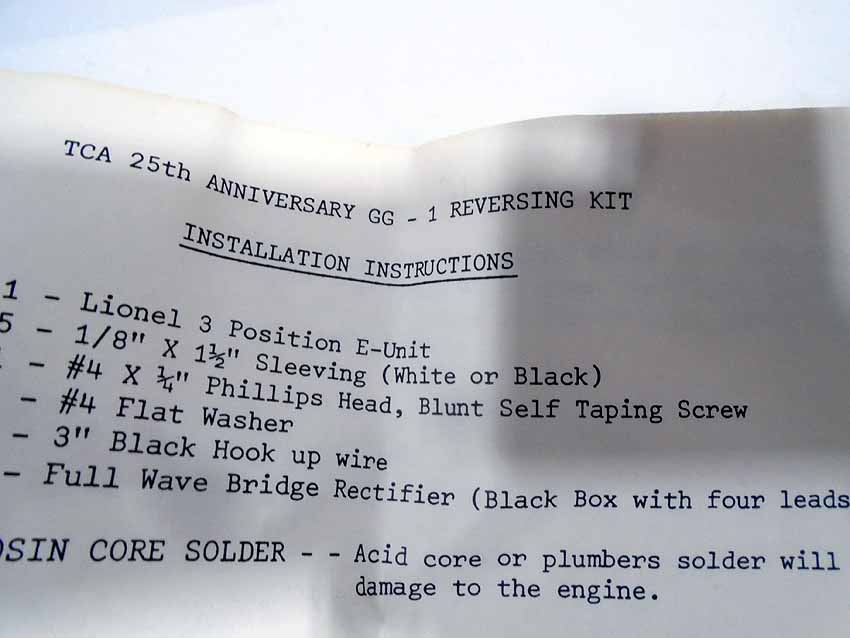 TCA 25th ANNIVERSARY GG - 1 REVERSING KIT
INSTALLATION INSTRUCTIONS
1 - Lionel 3 Position E-Unit
5 - 1/8" X 1½" Sleeving (White or Black)
- #4 X ¼" Phillips Head, Blunt Self Taping Screw
- #4 Flat Washer
- 3" Black Hook up wire
- Full Wave Bridge Rectifier (Black Box with four leads
OSIN CORE SOLDER - - Acid core or plumbers solder will
damage to the engine.